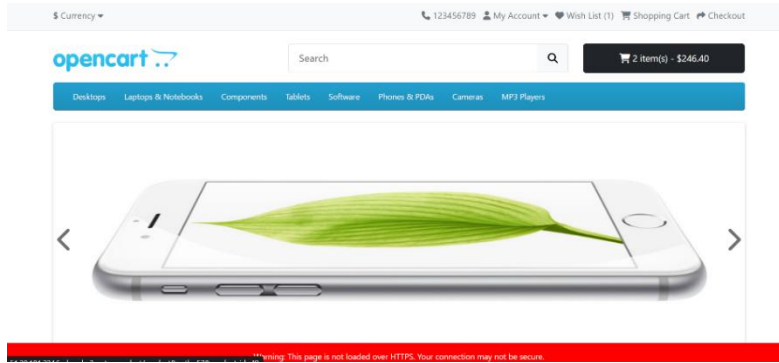 $ Currency
123456789 My Account Wish List (1) Shopping Cart Checkout
opencart
Search
2 item(s) - $246.40
Desktops Laptops & Notebooks Components Tablets Software Phones & PDAs Cameras MP3 Players
Warning: This page is not loaded over HTTPS. Your connection may not be secure.